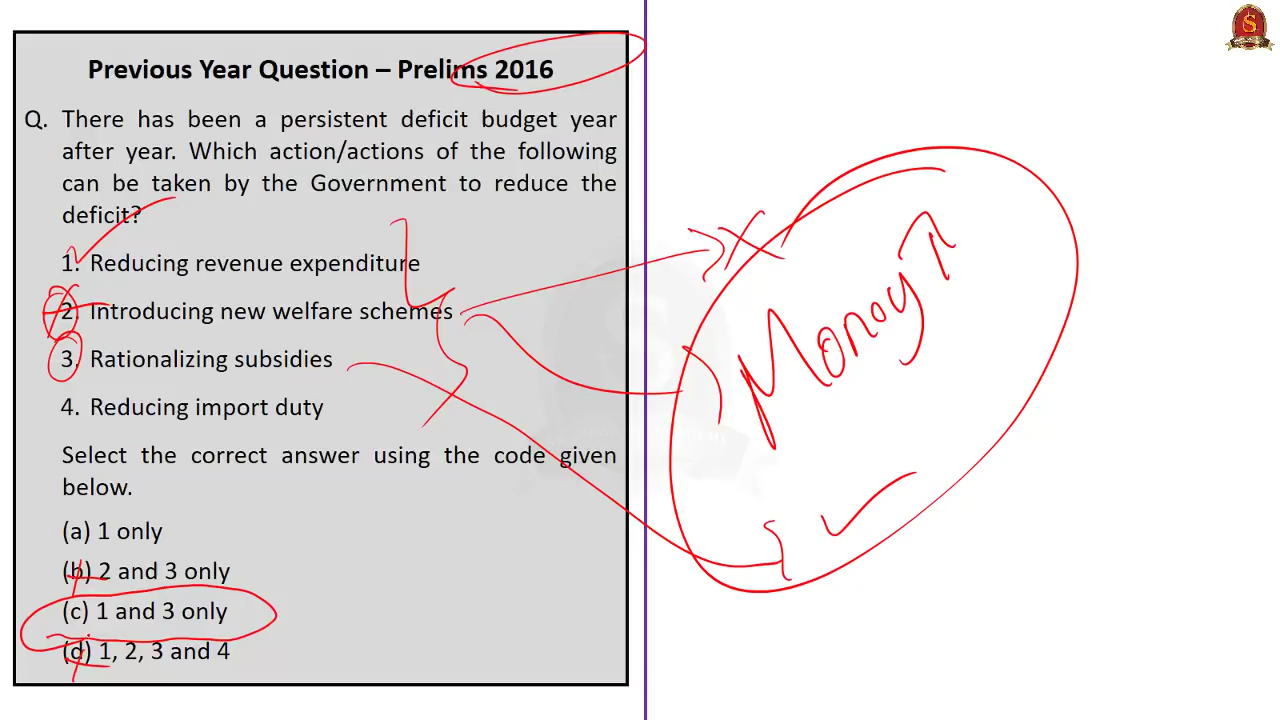 Previous Year Question – Prelims 2016
Q. There has been a persistent deficit budget year
after year. Which action/actions of the following
can be taken by the Government to reduce the
deficit?
1. Reducing revenue expenditure
2. Introducing new welfare schemes
3. Rationalizing subsidies
4. Reducing import duty
Select the correct answer using the code given
below.
(a) 1 only
(b) 2 and 3 only
(c) 1 and 3 only
(d) 1, 2, 3 and 4
Money ↑
S